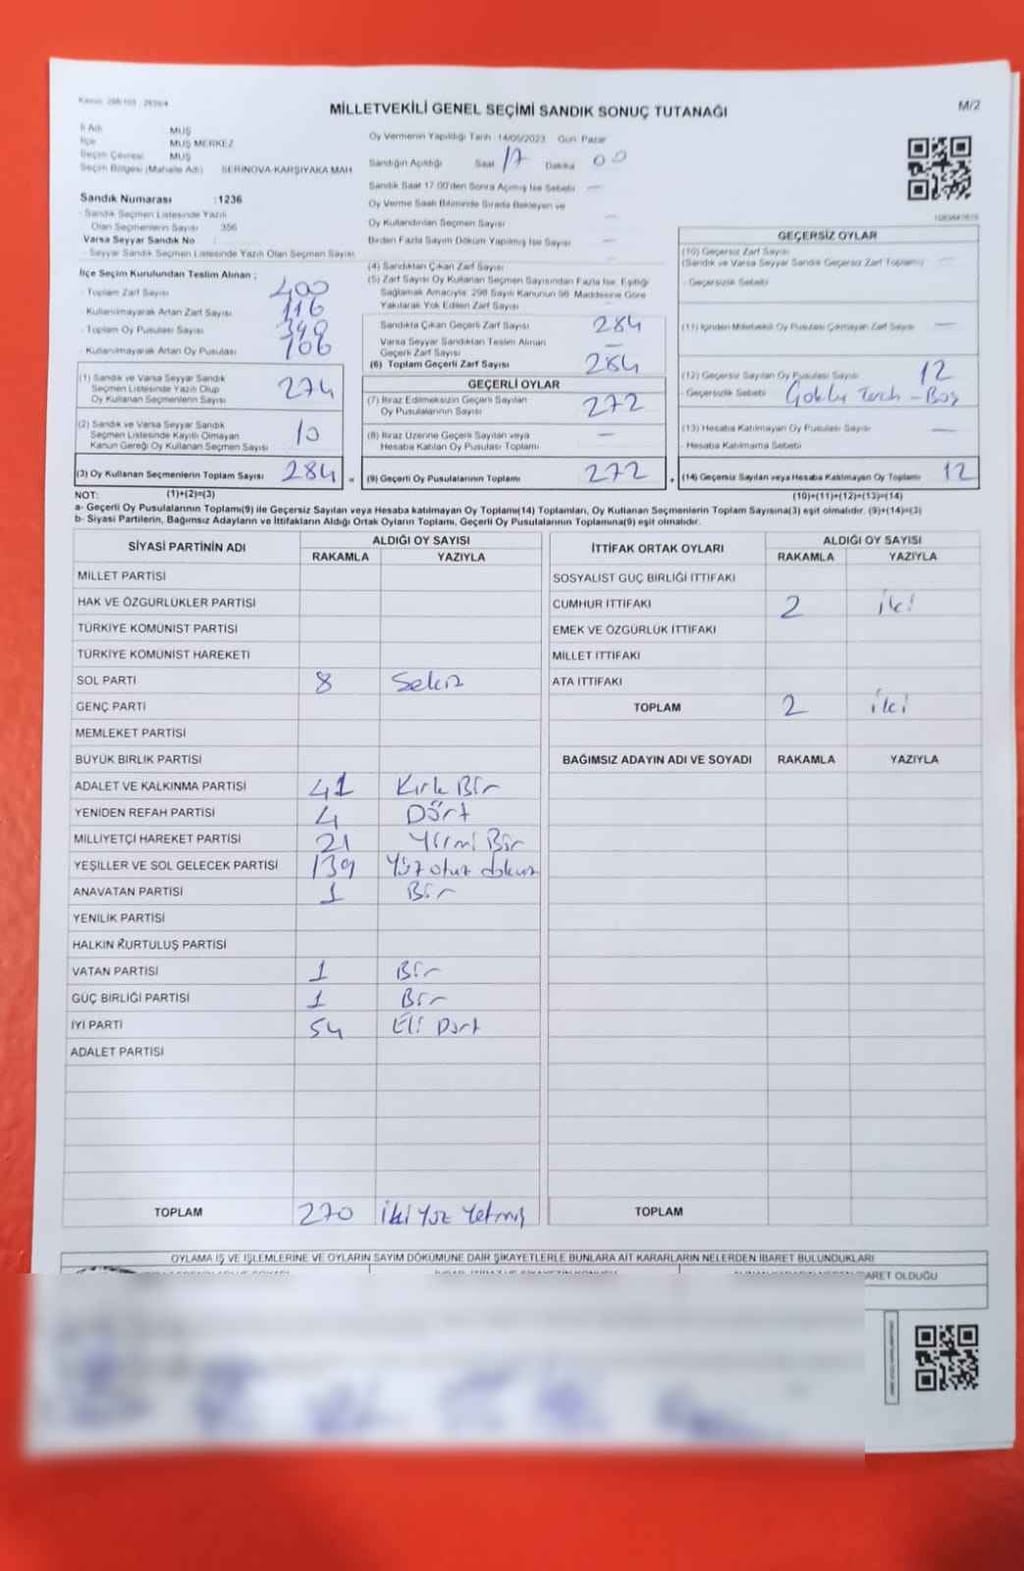 Kanun: 298/105 - 2839/4
MİLLETVEKİLİ GENEL SEÇİMİ SANDIK SONUÇ TUTANAĞI
M/2
İl Adı MUŞ
İlçe MUŞ MERKEZ
Seçim Çevresi MUŞ
Seçim Bölgesi (Mahalle Adı) SERİNOVA KARŞIYAKA MAH
Sandık Numarası : 1236
Sandık Seçmen Listesinde Yazılı
Olan Seçmenlerin Sayısı 356
Varsa Seyyar Sandık No :
Seyyar Sandık Seçmen Listesinde Yazılı Olan Seçmen Sayısı
İlçe Seçim Kurulundan Teslim Alınan ;
Toplam Zarf Sayısı 400
Kullanılmayarak Artan Zarf Sayısı 116
Toplam Oy Pusulası Sayısı
Kullanılmayarak Artan Oy Pusulası 106
(1) Sandık ve Varsa Seyyar Sandık
Seçmen Listesinde Yazılı Olup
Oy Kullanan Seçmenlerin Sayısı 274
(2) Sandık ve Varsa Seyyar Sandık
Seçmen Listesinde Kayıtlı Olmayan
Kanun Gereği Oy Kullanan Seçmen Sayısı 10
(3) Oy Kullanan Seçmenlerin Toplam Sayısı 284
Oy Vermenin Yapıldığı Tarih : 14/05/2023 Gün: Pazar
Sandığın Açıldığı Saat 17 Dakika 00
Sandık Saat 17.00'den Sonra Açılmış İse Sebebi —
Oy Verme Saati Bitiminde Sırada Bekleyen ve
Oy Kullandırılan Seçmen Sayısı —
Birden Fazla Sayım Döküm Yapılmış İse Sayısı —
(4) Sandıktan Çıkan Zarf Sayısı
(5) Zarf Sayısı Oy Kullanan Seçmen Sayısından Fazla İse, Eşitliği
Sağlamak Amacıyla 298 Sayılı Kanunun 98. Maddesine Göre
Yakılarak Yok Edilen Zarf Sayısı
Sandıkta Çıkan Geçerli Zarf Sayısı 284
Varsa Seyyar Sandıktan Teslim Alınan
Geçerli Zarf Sayısı —
(6) Toplam Geçerli Zarf Sayısı 284
GEÇERLİ OYLAR
(7) İtiraz Edilmeksizin Geçerli Sayılan
Oy Pusulalarının Sayısı 272
(8) İtiraz Üzerine Geçerli Sayılan veya
Hesaba Katılan Oy Pusulası Toplamı —
(9) Geçerli Oy Pusulalarının Toplamı 272
GEÇERSİZ OYLAR
(10) Geçersiz Zarf Sayısı
(Sandık ve Varsa Seyyar Sandık Geçersiz Zarf Toplamı) —
Geçersizlik Sebebi
(11) İçinden Milletvekili Oy Pusulası Çıkmayan Zarf Sayısı —
(12) Geçersiz Sayılan Oy Pusulası Sayısı 12
Geçersizlik Sebebi Çoklu Terch - Boş
(13) Hesaba Katılmayan Oy Pusulası Sayısı —
Hesaba Katılmama Sebebi
(14) Geçersiz Sayılan veya Hesaba Katılmayan Oy Toplamı 12
NOT: (1)+(2)=(3) (10)+(11)+(12)+(13)=(14)
a- Geçerli Oy Pusulalarının Toplamı(9) ile Geçersiz Sayılan veya Hesaba katılmayan Oy Toplamı(14) Toplamları, Oy Kullanan Seçmenlerin Toplam Sayısına(3) eşit olmalıdır. (9)+(14)=(3)
b- Siyasi Partilerin, Bağımsız Adayların ve İttifakların Aldığı Ortak Oyların Toplamı, Geçerli Oy Pusulalarının Toplamına(9) eşit olmalıdır.
SİYASİ PARTİNİN ADI ALDIĞI OY SAYISI
RAKAMLA YAZIYLA
MİLLET PARTİSİ
HAK VE ÖZGÜRLÜKLER PARTİSİ
TÜRKİYE KOMÜNİST PARTİSİ
TÜRKİYE KOMÜNİST HAREKETİ
SOL PARTİ 8 Sekiz
GENÇ PARTİ
MEMLEKET PARTİSİ
BÜYÜK BİRLİK PARTİSİ
ADALET VE KALKINMA PARTİSİ 41 Kırk Bir
YENİDEN REFAH PARTİSİ 4 Dört
MİLLİYETÇİ HAREKET PARTİSİ 21 Yirmi Bir
YEŞİLLER VE SOL GELECEK PARTİSİ 139 Yüz otuz dokuz
ANAVATAN PARTİSİ 1 Bir
YENİLİK PARTİSİ
HALKIN KURTULUŞ PARTİSİ
VATAN PARTİSİ 1 Bir
GÜÇ BİRLİĞİ PARTİSİ 1 Bir
İYİ PARTİ 54 Eli Dört
ADALET PARTİSİ
TOPLAM 270 İki Yüz Yetmiş
İTTİFAK ORTAK OYLARI ALDIĞI OY SAYISI
RAKAMLA YAZIYLA
SOSYALİST GÜÇ BİRLİĞİ İTTİFAKI
CUMHUR İTTİFAKI 2 iki
EMEK VE ÖZGÜRLÜK İTTİFAKI
MİLLET İTTİFAKI
ATA İTTİFAKI
TOPLAM 2 iki
BAĞIMSIZ ADAYIN ADI VE SOYADI RAKAMLA YAZIYLA
TOPLAM
OYLAMA İŞ VE İŞLEMLERİNE VE OYLARIN SAYIM DÖKÜMÜNE DAİR ŞİKAYETLERLE BUNLARA AİT KARARLARIN NELERDEN İBARET BULUNDUKLARI
ARET OLDUĞU